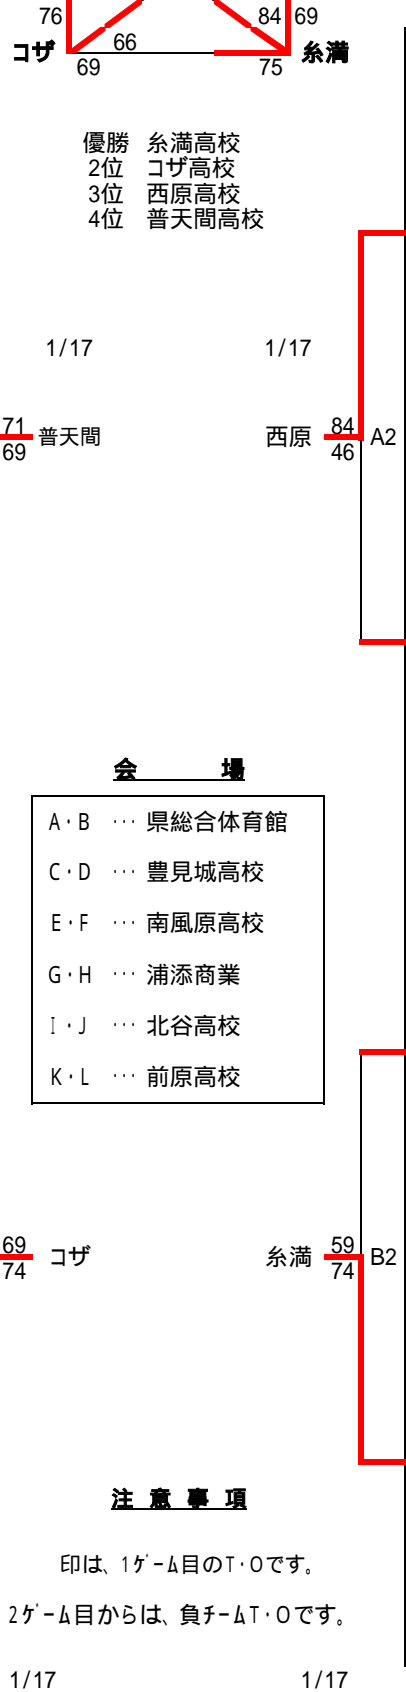 76 84 69
コザ 66 糸満
69 75
優勝 糸満高校
2位 コザ高校
3位 西原高校
4位 普天間高校
1/17 1/17
71 普天間 西原 84 A2
69 46
会 場
A・B ･･･ 県総合体育館
C・D ･･･ 豊見城高校
E・F ･･･ 南風原高校
G・H ･･･ 浦添商業
I・J ･･･ 北谷高校
K・L ･･･ 前原高校
69 コザ 糸満 59 B2
74 74
注 意 事 項
印は、1ｹﾞｰﾑ目のT・Oです。
2ｹﾞｰﾑ目からは、負ﾁｰﾑT・Oです。
1/17 1/17